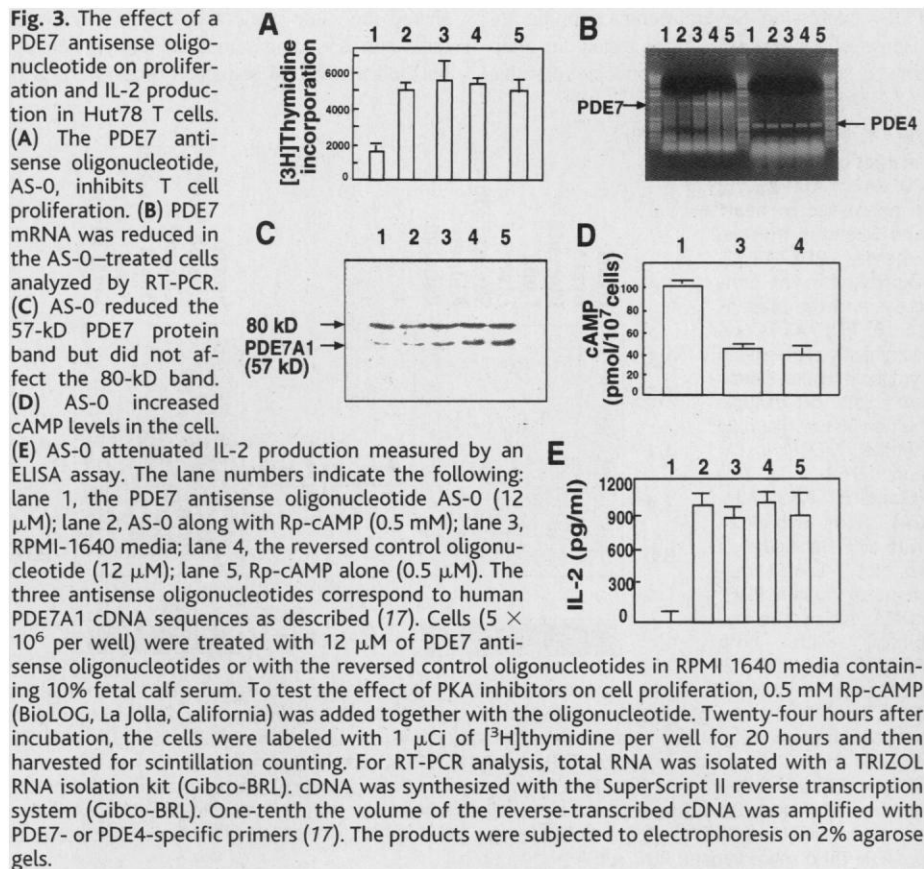 Fig. 3. The effect of a
PDE7 antisense oligo-
nucleotide on prolifer-
ation and IL-2 produc-
tion in Hut78 T cells.
(A) The PDE7 anti-
sense oligonucleotide,
AS-0, inhibits T cell
proliferation. (B) PDE7
mRNA was reduced in
the AS-0–treated cells
analyzed by RT-PCR.
(C) AS-0 reduced the
57-kD PDE7 protein
band but did not af-
fect the 80-kD band.
(D) AS-0 increased
cAMP levels in the cell.
(E) AS-0 attenuated IL-2 production measured by an
ELISA assay. The lane numbers indicate the following:
lane 1, the PDE7 antisense oligonucleotide AS-0 (12
μM); lane 2, AS-0 along with Rp-cAMP (0.5 mM); lane 3,
RPMI-1640 media; lane 4, the reversed control oligonu-
cleotide (12 μM); lane 5, Rp-cAMP alone (0.5 μM). The
three antisense oligonucleotides correspond to human
PDE7A1 cDNA sequences as described (17). Cells (5 ×
10⁶ per well) were treated with 12 μM of PDE7 anti-
sense oligonucleotides or with the reversed control oligonucleotides in RPMI 1640 media contain-
ing 10% fetal calf serum. To test the effect of PKA inhibitors on cell proliferation, 0.5 mM Rp-cAMP
(BioLOG, La Jolla, California) was added together with the oligonucleotide. Twenty-four hours after
incubation, the cells were labeled with 1 μCi of [³H]thymidine per well for 20 hours and then
harvested for scintillation counting. For RT-PCR analysis, total RNA was isolated with a TRIZOL
RNA isolation kit (Gibco-BRL). cDNA was synthesized with the SuperScript II reverse transcription
system (Gibco-BRL). One-tenth the volume of the reverse-transcribed cDNA was amplified with
PDE7- or PDE4-specific primers (17). The products were subjected to electrophoresis on 2% agarose
gels.
A
1 2 3 4 5
[3H]Thymidine
incorporation
6000
4000
2000
0
B
1 2 3 4 5 1 2 3 4 5
PDE7
PDE4
C
1 2 3 4 5
80 kD
PDE7A1
(57 kD)
D
1 3 4
cAMP
(pmol/10⁷cells)
100
80
60
40
20
0
E
1 2 3 4 5
IL-2 (pg/ml)
1200
900
600
300
0